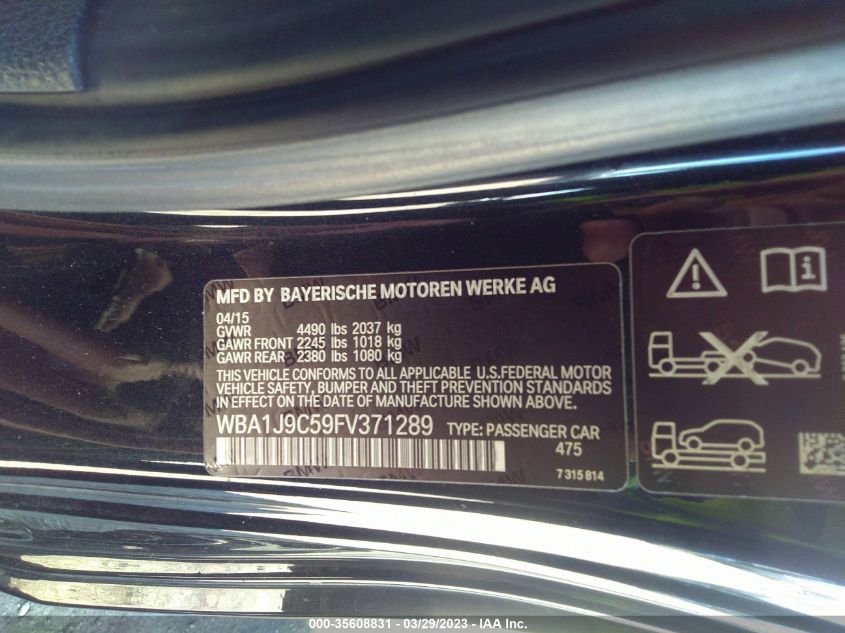 MFD BY BAYERISCHE MOTOREN WERKE AG
04/15
GVWR 4490 lbs 2037 kg
GAWR FRONT 2245 lbs 1018 kg
GAWR REAR 2380 lbs 1080 kg
THIS VEHICLE CONFORMS TO ALL APPLICABLE U.S.FEDERAL MOTOR
VEHICLE SAFETY, BUMPER AND THEFT PREVENTION STANDARDS
IN EFFECT ON THE DATE OF MANUFACTURE SHOWN ABOVE.
WBA1J9C59FV371289 TYPE: PASSENGER CAR
475
7 315 814
000-35608831 - 03/29/2023 - IAA Inc.